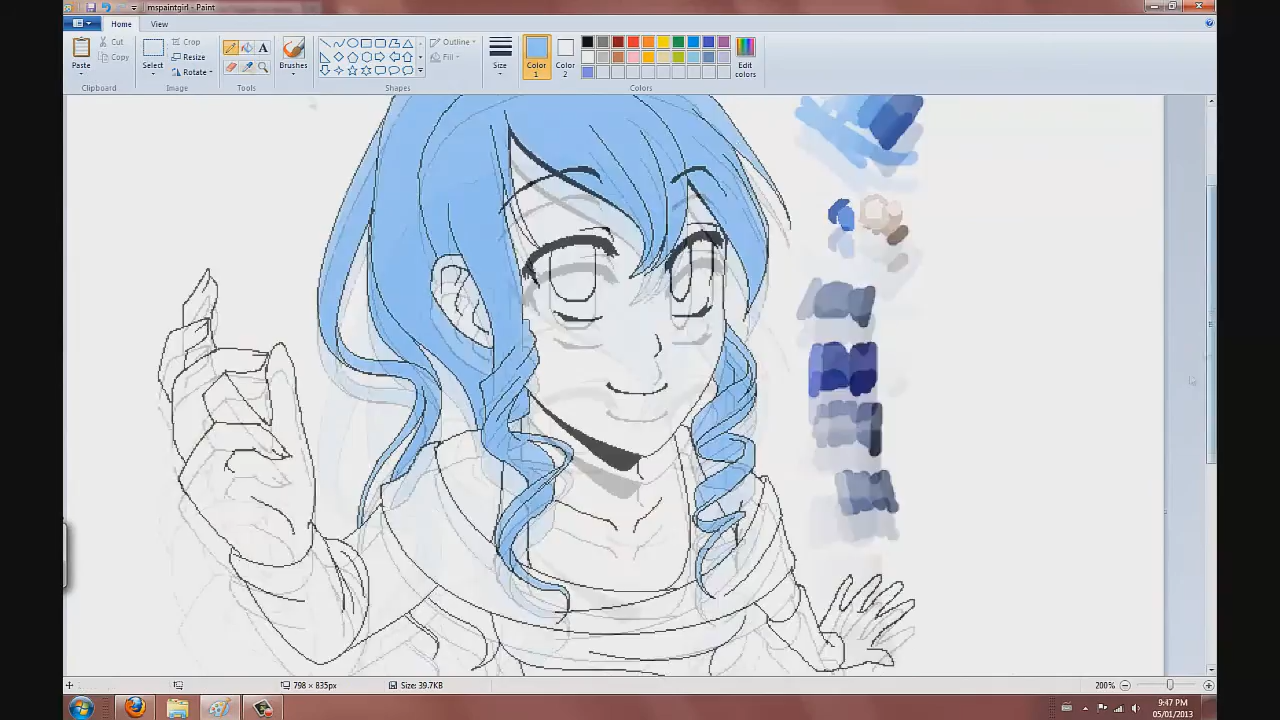 mspaintgirl - Paint
Home View
Paste
Cut
Copy
Clipboard
Select
Crop
Resize
Rotate
Image
A
Tools
Brushes
Outline
Fill
Shapes
Size
Color 1
Color 2
Edit colors
Colors
798 × 835px
Size: 39.7KB
200%
9:47 PM
05/01/2013